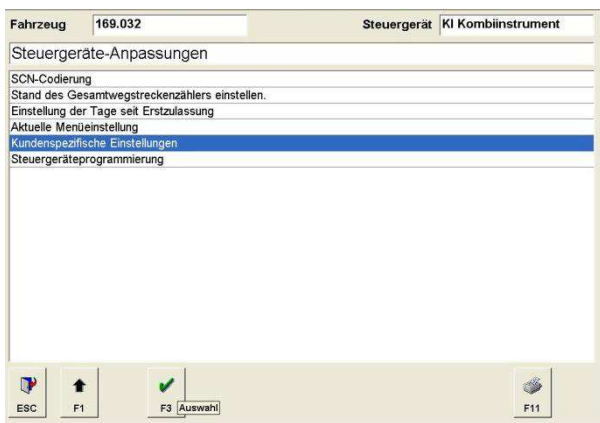 Fahrzeug 169.032 Steuergerät KI Kombiinstrument
Steuergeräte-Anpassungen
SCN-Codierung
Stand des Gesamtwegstreckenzählers einstellen.
Einstellung der Tage seit Erstzulassung
Aktuelle Menüeinstellung
Kundenspezifische Einstellungen
Steuergeräteprogrammierung
ESC F1 F3 Auswahl F11